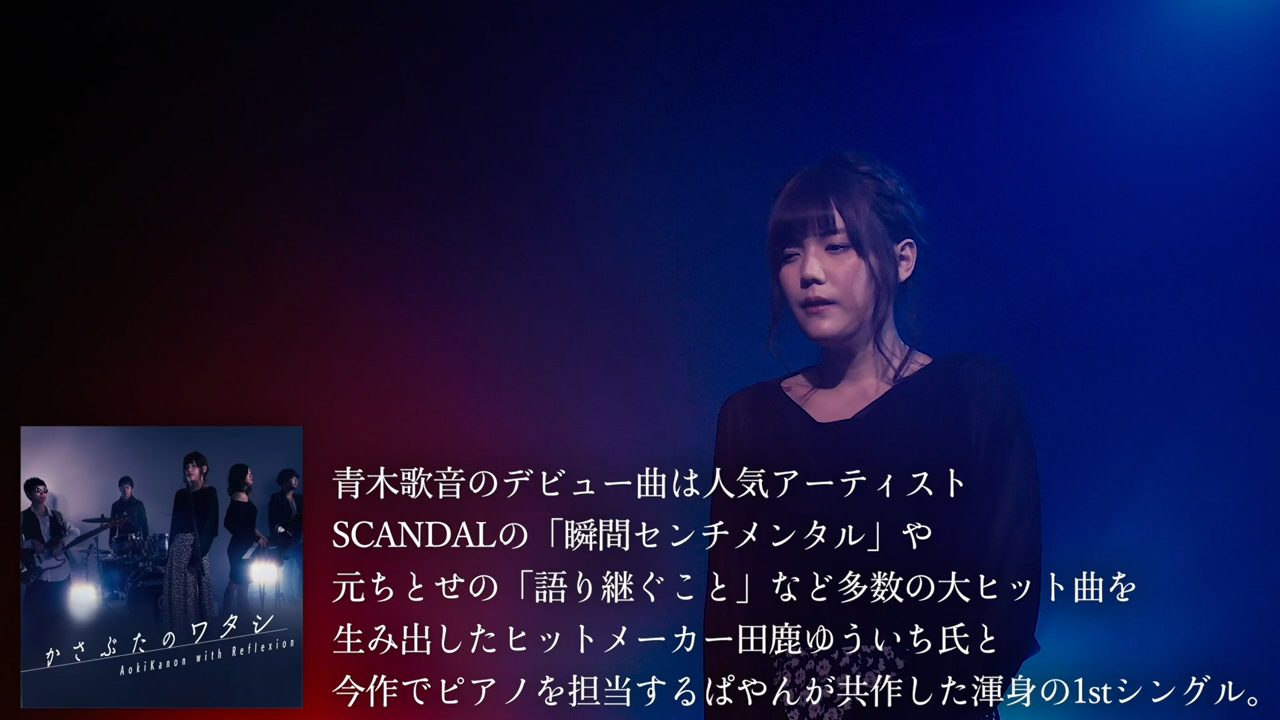 青木歌音のデビュー曲は人気アーティスト
SCANDALの「瞬間センチメンタル」や
元ちとせの「語り継ぐこと」など多数の大ヒット曲を
生み出したヒットメーカー田鹿ゆういち氏と
今作でピアノを担当するぱやんが共作した渾身の1stシングル。
かさぶたのワタシ
AokiKanon with Reflexion